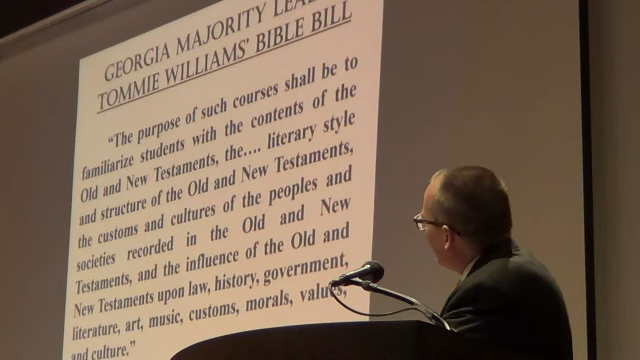 GEORGIA MAJORITY LEA
TOMMIE WILLIAMS' BIBLE BILL
"The purpose of such courses shall be to
familiarize students with the contents of the
Old and New Testaments, the.... literary style
and structure of the Old and New Testaments,
the customs and cultures of the peoples and
societies recorded in the Old and New
Testaments, and the influence of the Old and
New Testaments upon law, history, government,
literature, art, music, customs, morals, values,
and culture."